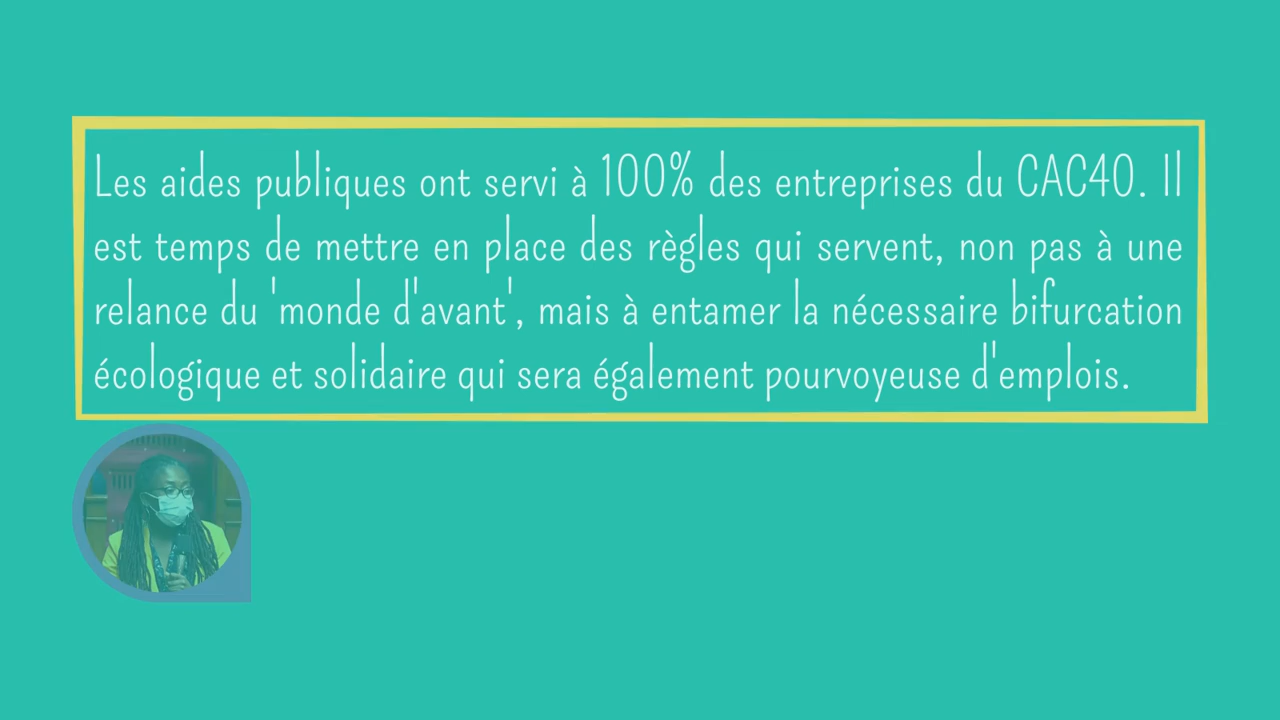 Les aides publiques ont servi à 100% des entreprises du CAC40. Il
est temps de mettre en place des règles qui servent, non pas à une
relance du 'monde d'avant', mais à entamer la nécessaire bifurcation
écologique et solidaire qui sera également pourvoyeuse d'emplois.